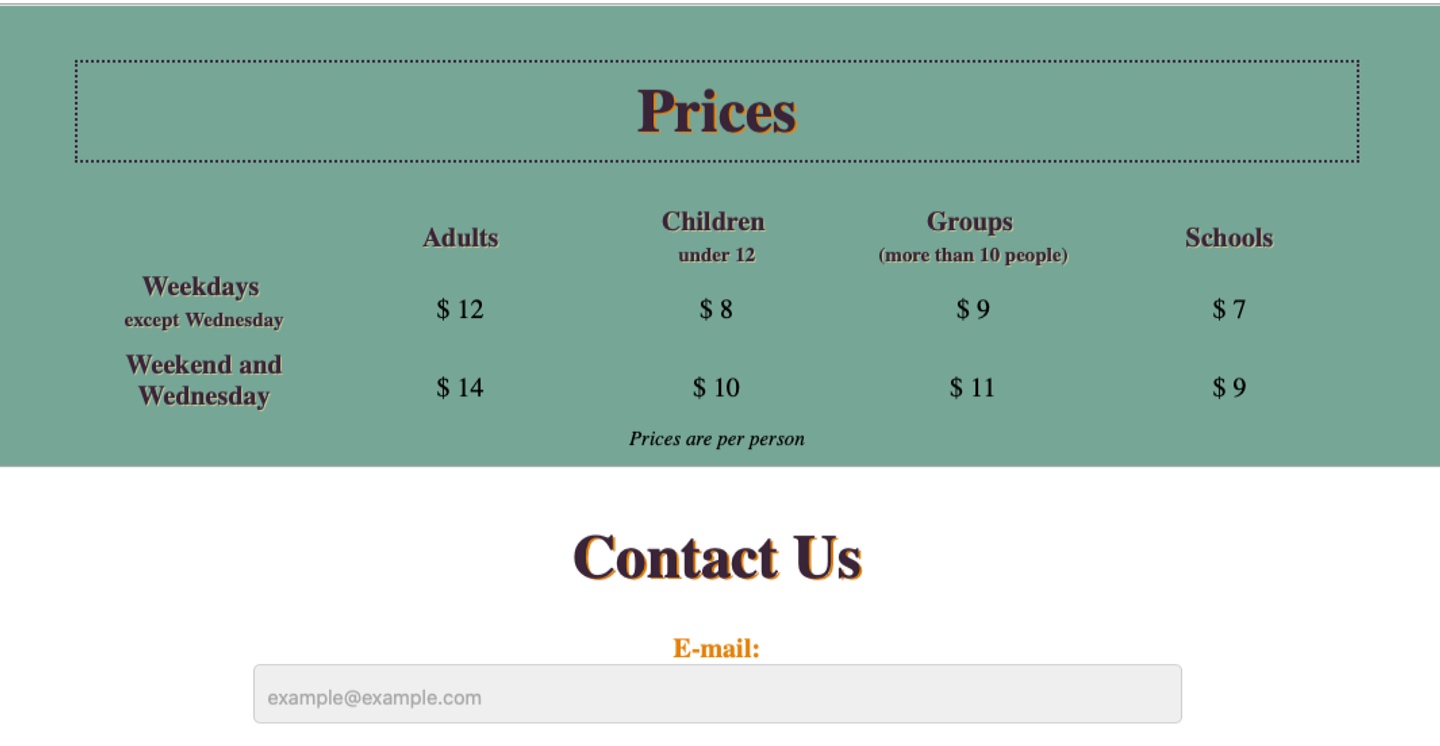 Prices
Adults
Children
under 12
Groups
(more than 10 people)
Schools
Weekdays
except Wednesday
$ 12
$ 8
$ 9
$ 7
Weekend and
Wednesday
$ 14
$ 10
$ 11
$ 9
Prices are per person
Contact Us
E-mail:
example@example.com